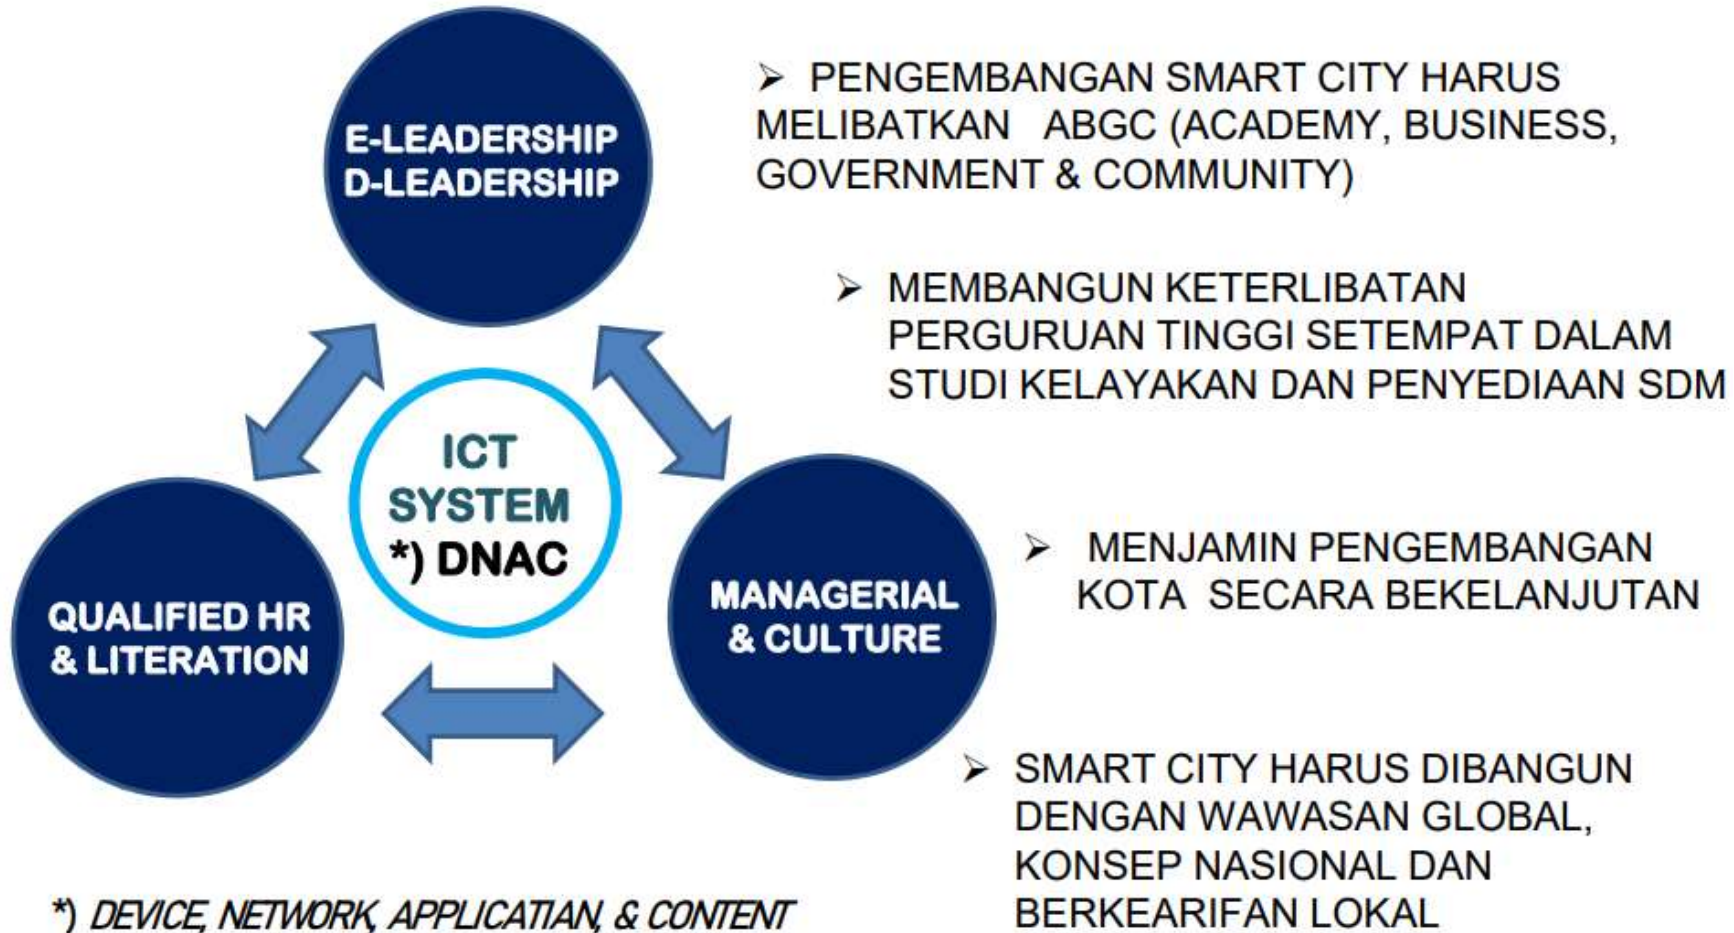 E-LEADERSHIP
D-LEADERSHIP
ICT
SYSTEM
*) DNAC
QUALIFIED HR
& LITERATION
MANAGERIAL
& CULTURE
*) DEVICE, NETWORK, APPLICATIAN, & CONTENT
➢ PENGEMBANGAN SMART CITY HARUS
MELIBATKAN ABGC (ACADEMY, BUSINESS,
GOVERNMENT & COMMUNITY)
➢ MEMBANGUN KETERLIBATAN
PERGURUAN TINGGI SETEMPAT DALAM
STUDI KELAYAKAN DAN PENYEDIAAN SDM
➢ MENJAMIN PENGEMBANGAN
KOTA SECARA BEKELANJUTAN
➢ SMART CITY HARUS DIBANGUN
DENGAN WAWASAN GLOBAL,
KONSEP NASIONAL DAN
BERKEARIFAN LOKAL